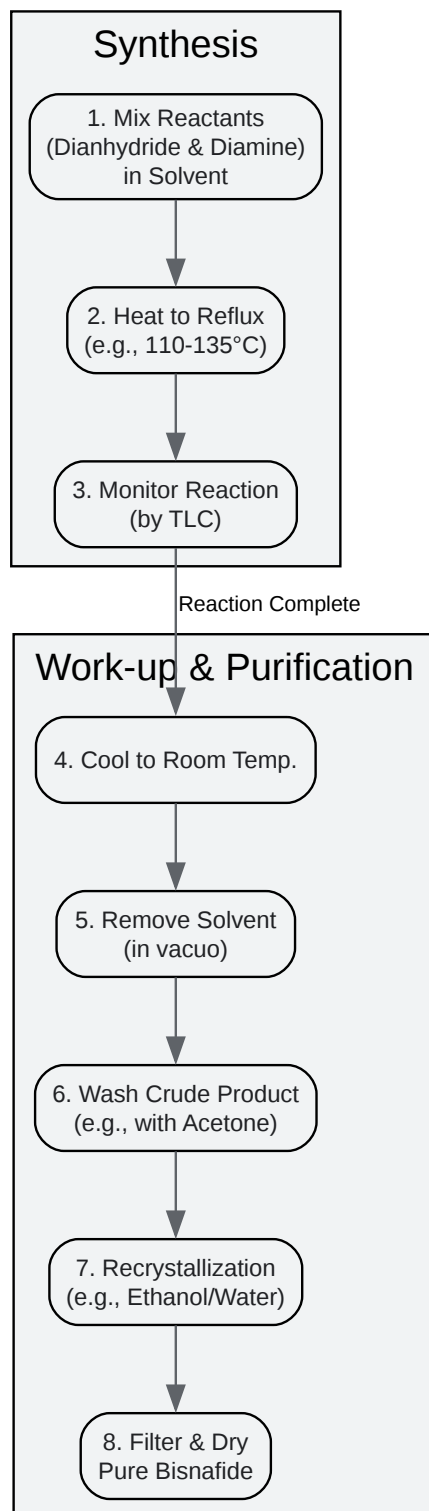 Synthesis
1. Mix Reactants
(Dianhydride & Diamine)
in Solvent
2. Heat to Reflux
(e.g., 110-135°C)
3. Monitor Reaction
(by TLC)
Reaction Complete
Work-up & Purification
4. Cool to Room Temp.
5. Remove Solvent
(in vacuo)
6. Wash Crude Product
(e.g., with Acetone)
7. Recrystallization
(e.g., Ethanol/Water)
8. Filter & Dry
Pure Bisnafide